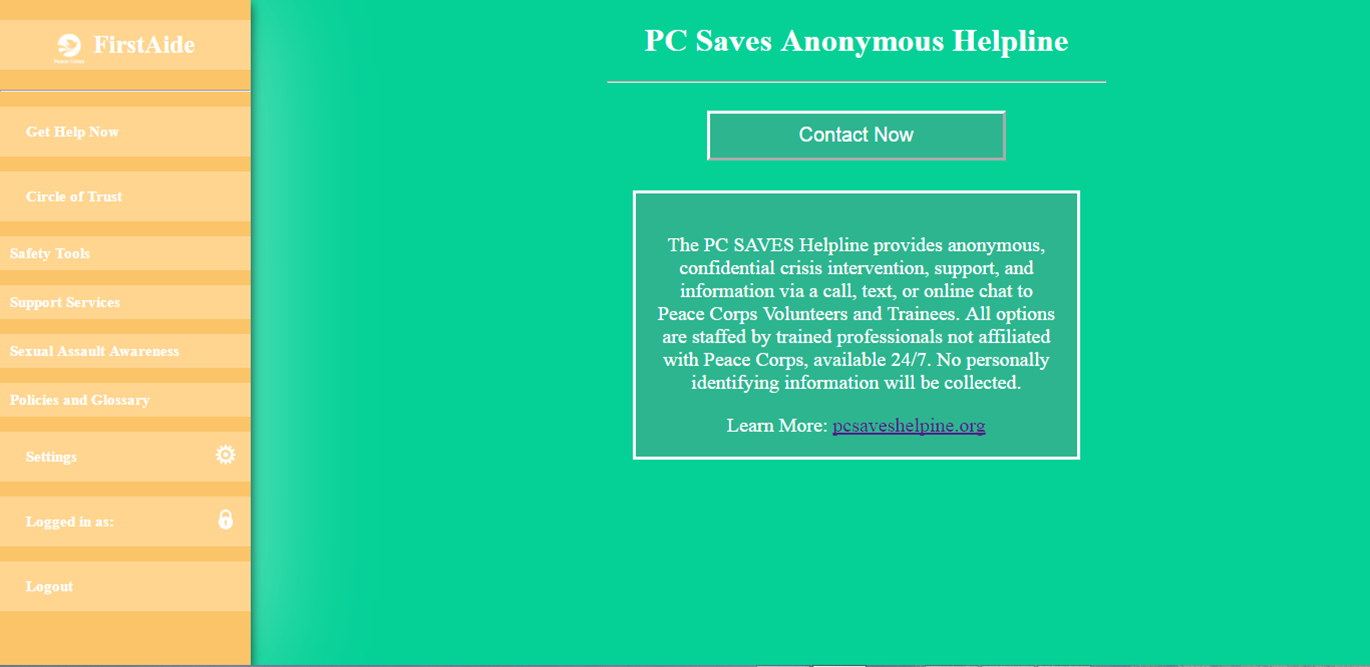 FirstAide
Peace Corps
Get Help Now
Circle of Trust
Safety Tools
Support Services
Sexual Assault Awareness
Policies and Glossary
Settings
Logged in as:
Logout
PC Saves Anonymous Helpline
Contact Now
The PC SAVES Helpline provides anonymous,
confidential crisis intervention, support, and
information via a call, text, or online chat to
Peace Corps Volunteers and Trainees. All options
are staffed by trained professionals not affiliated
with Peace Corps, available 24/7. No personally
identifying information will be collected.
Learn More: pcsaveshelpine.org